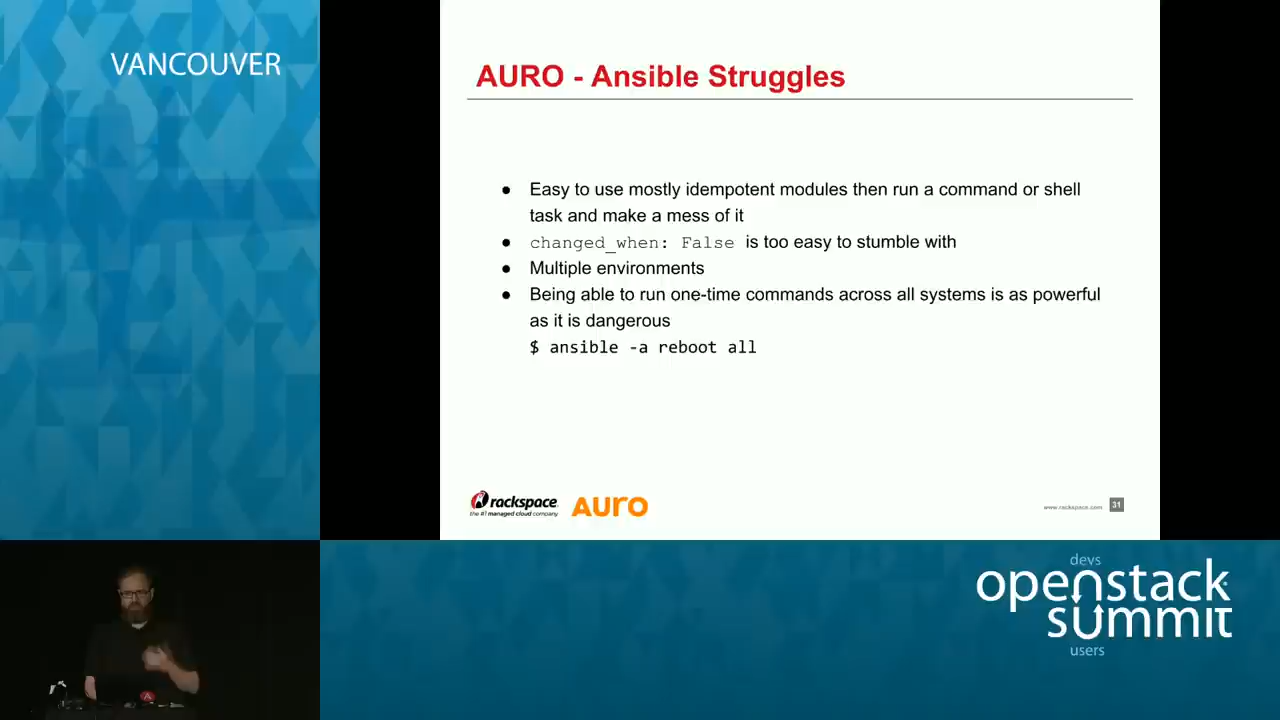 VANCOUVER
AURO - Ansible Struggles
● Easy to use mostly idempotent modules then run a command or shell
task and make a mess of it
● changed_when: False is too easy to stumble with
● Multiple environments
● Being able to run one-time commands across all systems is as powerful
as it is dangerous
$ ansible -a reboot all
rackspace
the #1 managed cloud company
AURO
www.rackspace.com
31
devs
openstack
summit
users